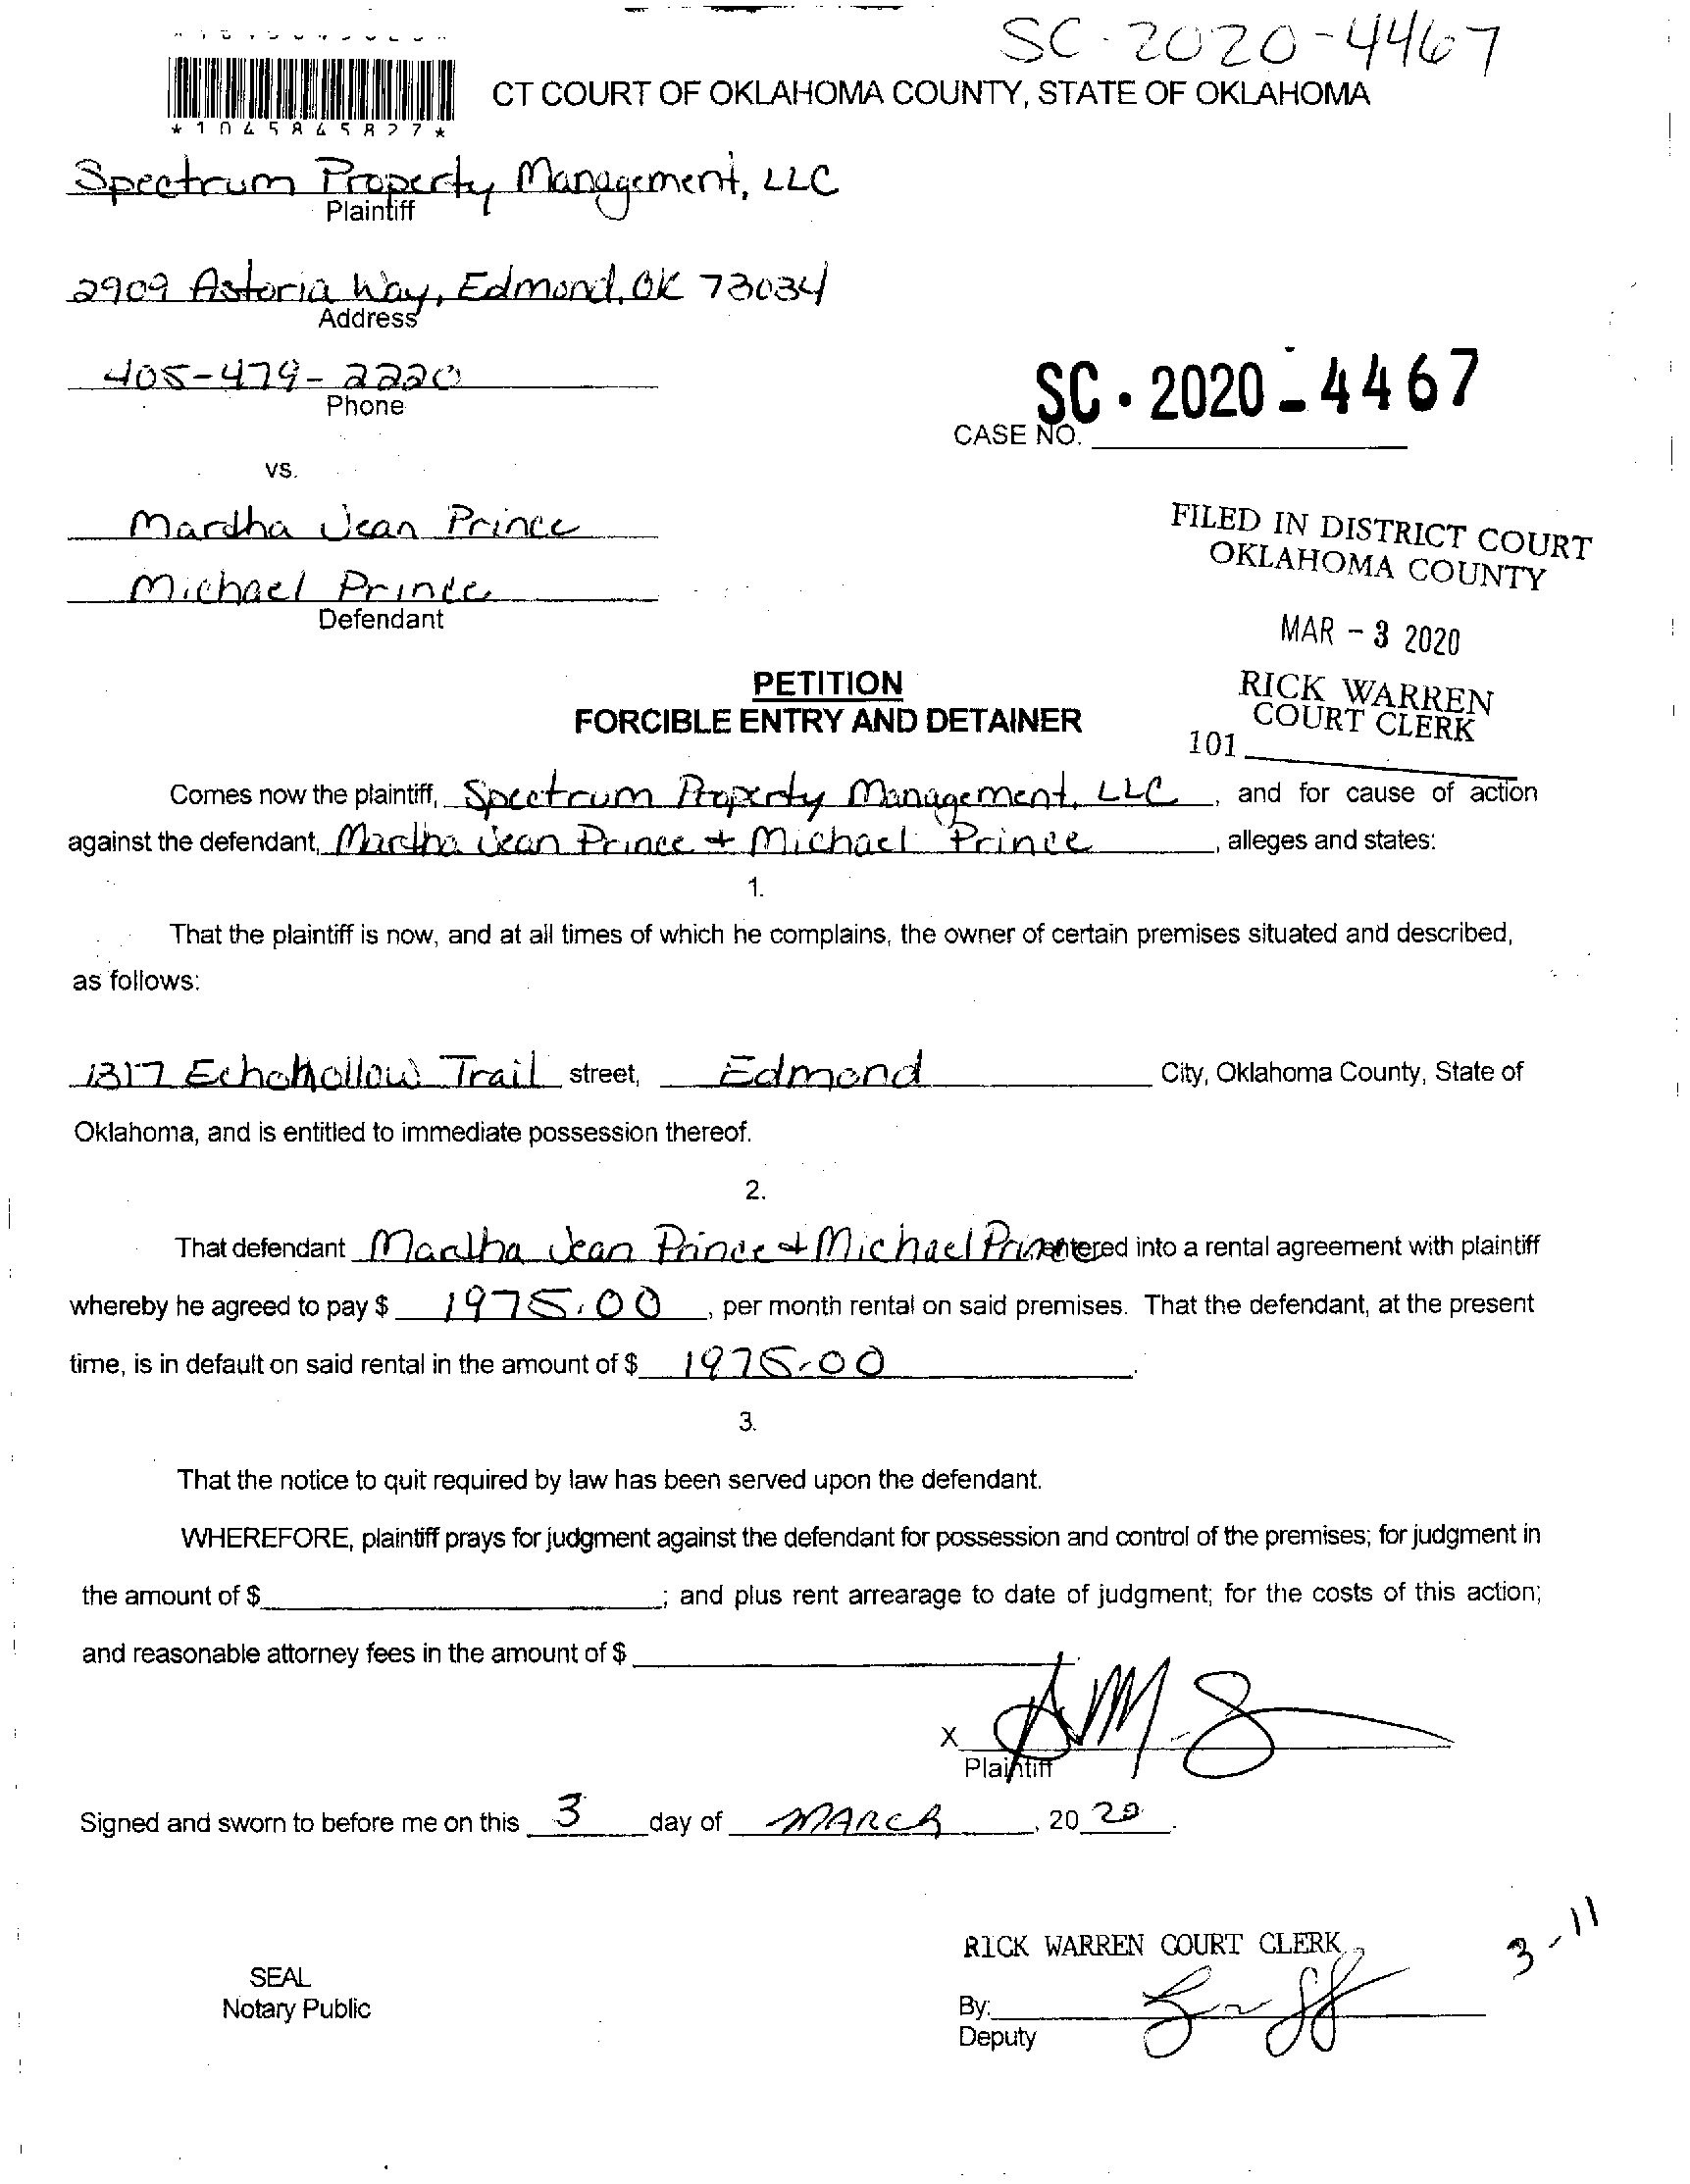 SC-2020-4467
CT COURT OF OKLAHOMA COUNTY, STATE OF OKLAHOMA
*1045845827*
Spectrum Property Management, LLC
Plaintiff
2909 Astoria Way, Edmond, OK 73034
Address
405-479-2220
Phone
SC-2020-4467
CASE NO.
vs.
Martha Jean Prince
Michael Prince
Defendant
FILED IN DISTRICT COURT
OKLAHOMA COUNTY
MAR - 3 2020
RICK WARREN
COURT CLERK
101
PETITION
FORCIBLE ENTRY AND DETAINER
Comes now the plaintiff, Spectrum Property Management, LLC, and for cause of action
against the defendant, Martha Jean Prince + Michael Prince, alleges and states:
1.
That the plaintiff is now, and at all times of which he complains, the owner of certain premises situated and described,
as follows:
1317 Echohollow Trail street, Edmond City, Oklahoma County, State of
Oklahoma, and is entitled to immediate possession thereof.
2.
That defendant Martha Jean Prince + Michael Prince entered into a rental agreement with plaintiff
whereby he agreed to pay $ 1975.00, per month rental on said premises. That the defendant, at the present
time, is in default on said rental in the amount of $ 1975.00.
3.
That the notice to quit required by law has been served upon the defendant.
WHEREFORE, plaintiff prays for judgment against the defendant for possession and control of the premises; for judgment in
the amount of $ ; and plus rent arrearage to date of judgment; for the costs of this action;
and reasonable attorney fees in the amount of $
X
Plaintiff
Signed and sworn to before me on this 3 day of MARCH, 20 20.
3-11
RICK WARREN COURT CLERK
SEAL
Notary Public
By:
Deputy